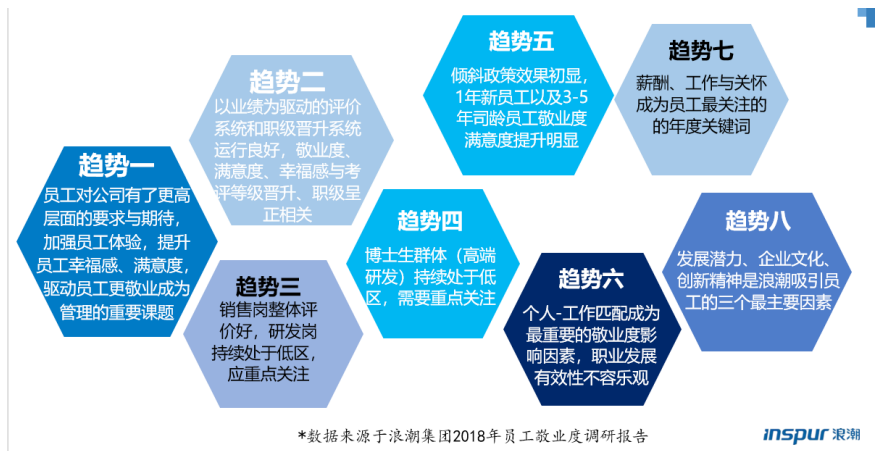 趋势一
员工对公司有了更高
层面的要求与期待，
加强员工体验，提升
员工幸福感、满意度，
驱动员工更敬业成为
管理的重要课题
趋势二
以业绩为驱动的评价
系统和职级晋升系统
运行良好，敬业度、
满意度、幸福感与考
评等级晋升、职级呈
正相关
趋势三
销售岗整体评
价好，研发岗
持续处于低区，
应重点关注
趋势四
博士生群体（高端
研发）持续处于低
区，需要重点关注
趋势五
倾斜政策效果初显，
1年新员工以及3-5
年司龄员工敬业度
满意度提升明显
趋势六
个人-工作匹配成为
最重要的敬业度影
响因素，职业发展
有效性不容乐观
趋势七
薪酬、工作与关怀
成为员工最关注的
的年度关键词
趋势八
发展潜力、企业文化、
创新精神是浪潮吸引员
工的三个最主要因素
*数据来源于浪潮集团2018年员工敬业度调研报告
inspur 浪潮